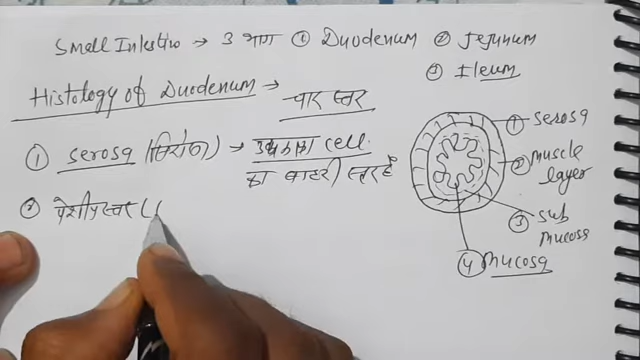 Small Intestine → 3 भाग ① Duodenum ② Jejunum
③ Ileum
Histology of Duodenum → चार स्तर
① serosa (सिरोसा) → cell
का बाहरी स्तर है
② पेशीय स्तर (
① serosa
② muscle layer
③ sub mucosa
④ mucosa